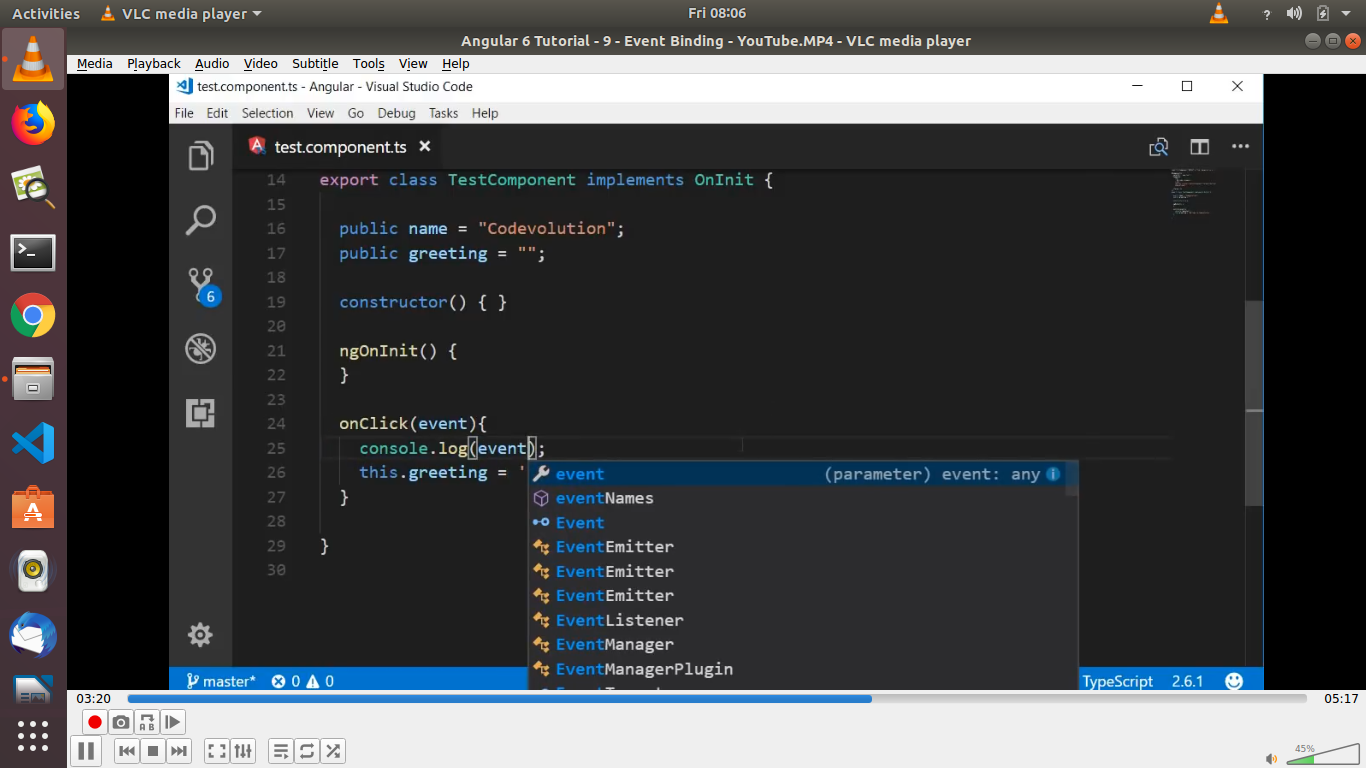 Activities VLC media player Fri 08:06 ?
Angular 6 Tutorial - 9 - Event Binding - YouTube.MP4 - VLC media player
Media Playback Audio Video Subtitle Tools View Help
test.component.ts - Angular - Visual Studio Code
File Edit Selection View Go Debug Tasks Help
test.component.ts
14 export class TestComponent implements OnInit {
15
16 public name = "Codevolution";
17 public greeting = "";
18
19 constructor() { }
20
21 ngOnInit() {
22 }
23
24 onClick(event){
25 console.log(event);
26 this.greeting = '
27 }
28
29 }
30
6
event (parameter) event: any
eventNames
Event
EventEmitter
EventEmitter
EventEmitter
EventListener
EventManager
EventManagerPlugin
master* 0 0 TypeScript 2.6.1
03:20 05:17
A B
45%